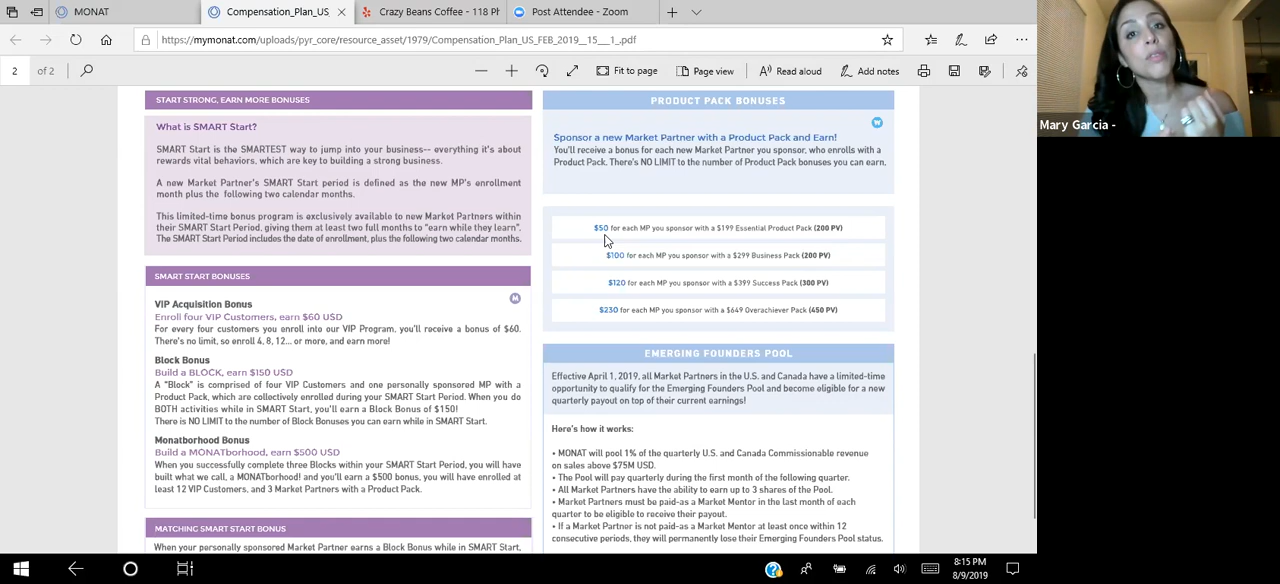 MONAT
Compensation_Plan_US
Crazy Beans Coffee - 118 Ph
Post Attendee - Zoom
https://mymonat.com/uploads/pyr_core/resource_asset/1979/Compensation_Plan_US_FEB_2019__15___1_.pdf
2 of 2
Fit to page
Page view
Read aloud
Add notes
Mary Garcia -
START STRONG, EARN MORE BONUSES
What is SMART Start?
SMART Start is the SMARTEST way to jump into your business-- everything it's about
rewards vital behaviors, which are key to building a strong business.
A new Market Partner's SMART Start period is defined as the new MP's enrollment
month plus the following two calendar months.
This limited-time bonus program is exclusively available to new Market Partners within
their SMART Start Period, giving them at least two full months to "earn while they learn".
The SMART Start Period includes the date of enrollment, plus the following two calendar months.
SMART START BONUSES
M
VIP Acquisition Bonus
Enroll four VIP Customers, earn $60 USD
For every four customers you enroll into our VIP Program, you'll receive a bonus of $60.
There's no limit, so enroll 4, 8, 12... or more, and earn more!
Block Bonus
Build a BLOCK, earn $150 USD
A "Block" is comprised of four VIP Customers and one personally sponsored MP with a
Product Pack, which are collectively enrolled during your SMART Start Period. When you do
BOTH activities while in SMART Start, you'll earn a Block Bonus of $150!
There is NO LIMIT to the number of Block Bonuses you can earn while in SMART Start.
Monatborhood Bonus
Build a MONATborhood, earn $500 USD
When you successfully complete three Blocks within your SMART Start Period, you will have
built what we call, a MONATborhood! and you'll earn a $500 bonus, you will have enrolled at
least 12 VIP Customers, and 3 Market Partners with a Product Pack.
MATCHING SMART START BONUS
When your personally sponsored Market Partner earns a Block Bonus while in SMART Start,
PRODUCT PACK BONUSES
W
Sponsor a new Market Partner with a Product Pack and Earn!
You'll receive a bonus for each new Market Partner you sponsor, who enrolls with a
Product Pack. There's NO LIMIT to the number of Product Pack bonuses you can earn.
$50 for each MP you sponsor with a $199 Essential Product Pack (200 PV)
$100 for each MP you sponsor with a $299 Business Pack (200 PV)
$120 for each MP you sponsor with a $399 Success Pack (300 PV)
$230 for each MP you sponsor with a $649 Overachiever Pack (450 PV)
EMERGING FOUNDERS POOL
Effective April 1, 2019, all Market Partners in the U.S. and Canada have a limited-time
opportunity to qualify for the Emerging Founders Pool and become eligible for a new
quarterly payout on top of their current earnings!
Here's how it works:
• MONAT will pool 1% of the quarterly U.S. and Canada Commissionable revenue
on sales above $75M USD.
• The Pool will pay quarterly during the first month of the following quarter.
• All Market Partners have the ability to earn up to 3 shares of the Pool.
• Market Partners must be paid-as a Market Mentor in the last month of each
quarter to be eligible to receive their payout.
• If a Market Partner is not paid-as a Market Mentor at least once within 12
consecutive periods, they will permanently lose their Emerging Founders Pool status.
8:15 PM
8/9/2019